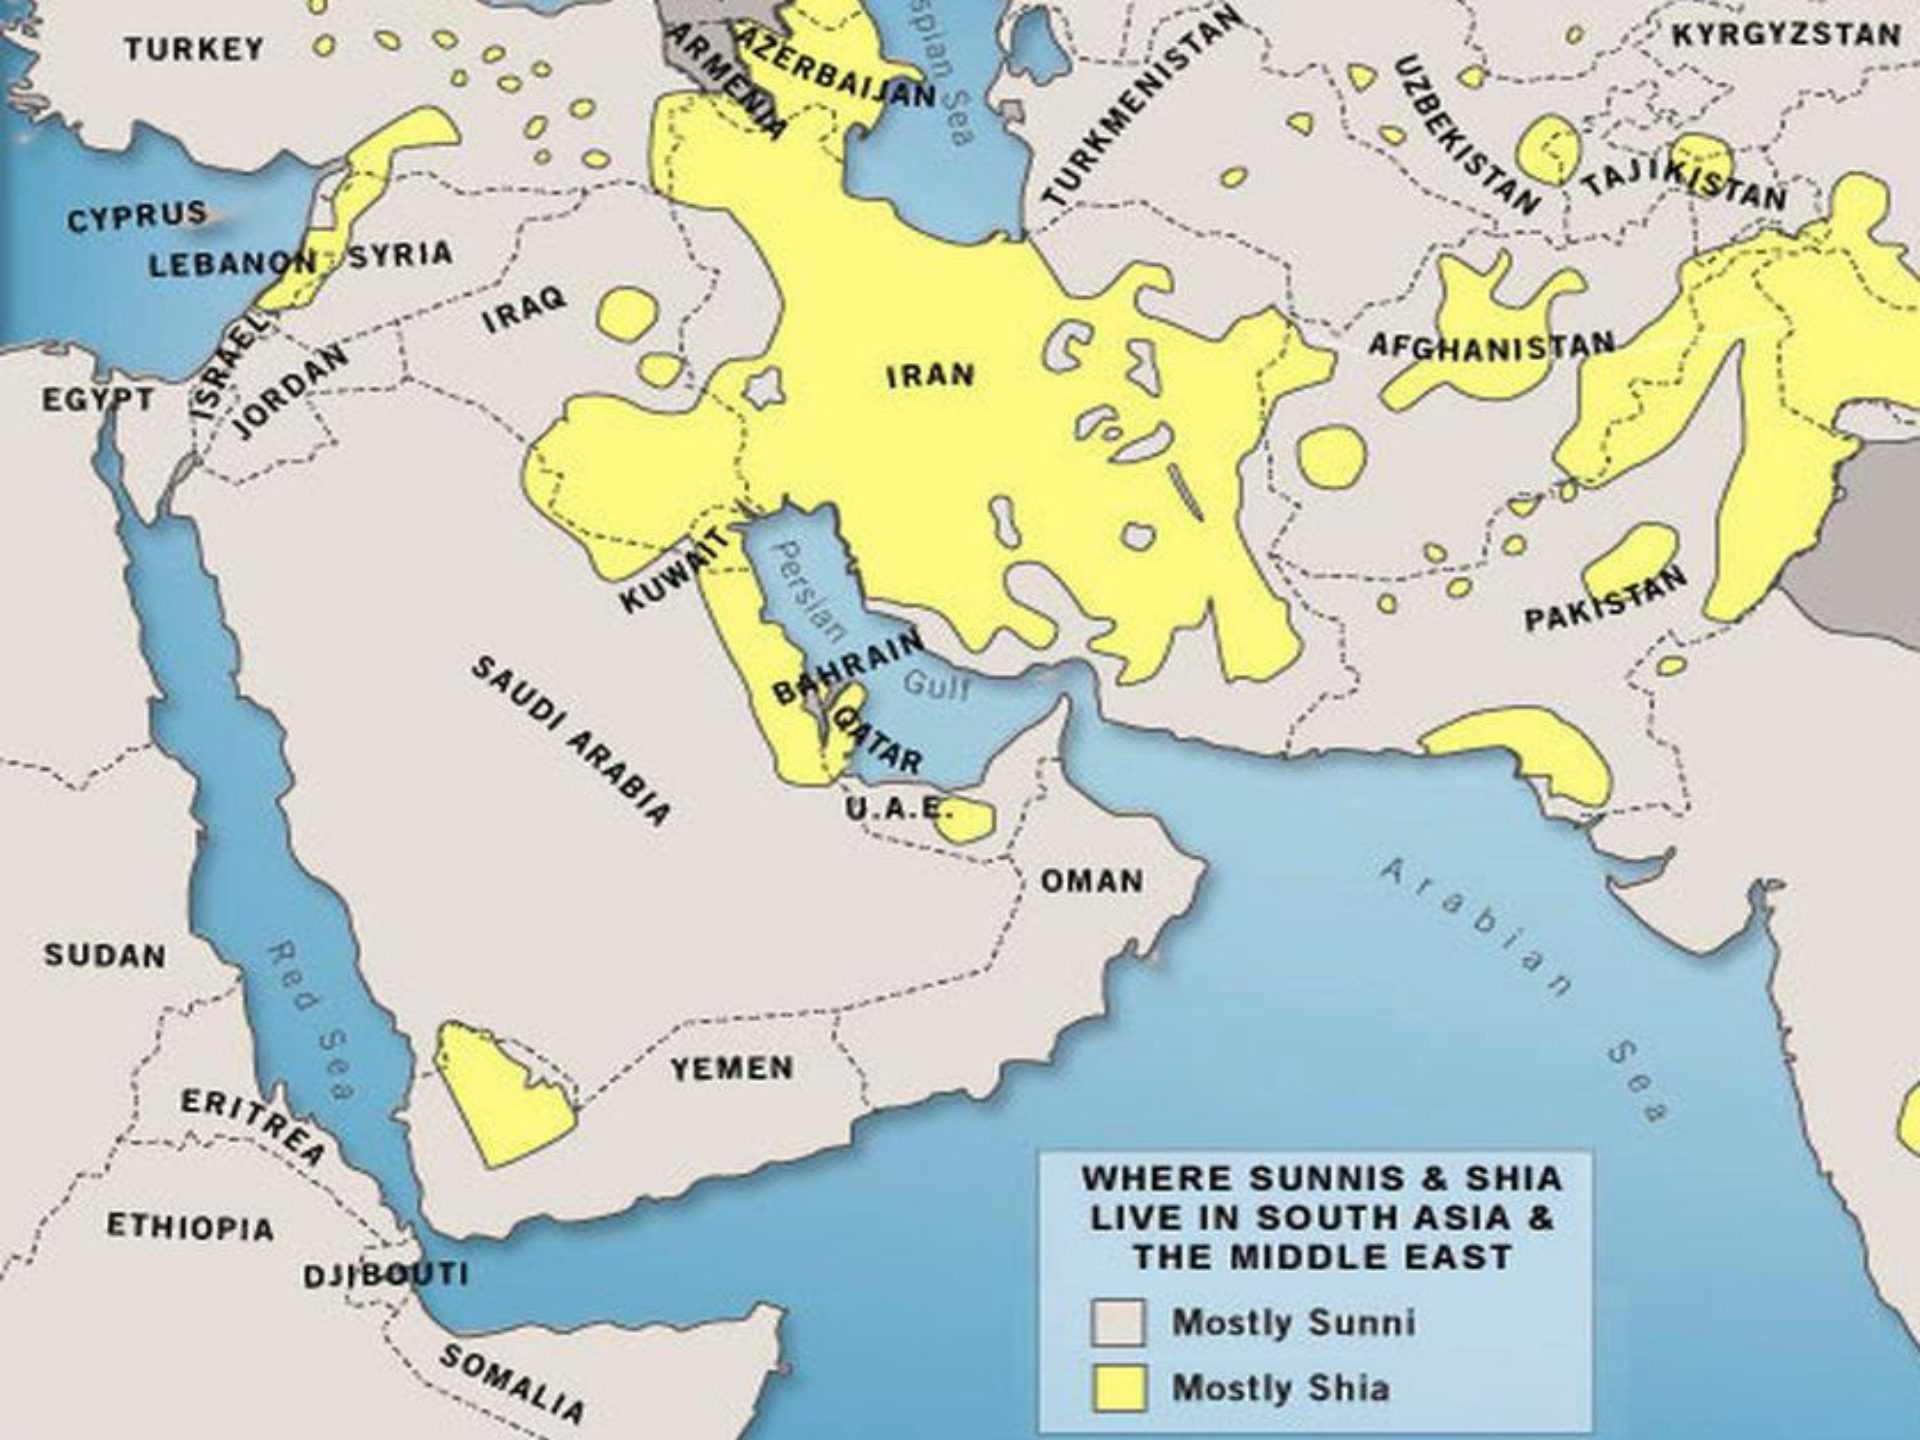 TURKEY
ARMENIA
AZERBAIJAN
spian Sea
TURKMENISTAN
UZBEKISTAN
KYRGYZSTAN
TAJIKISTAN
CYPRUS
LEBANON
SYRIA
IRAQ
IRAN
AFGHANISTAN
ISRAEL
JORDAN
EGYPT
KUWAIT
Persian
Gulf
BAHRAIN
QATAR
PAKISTAN
SAUDI ARABIA
U.A.E.
OMAN
Arabian Sea
SUDAN
Red Sea
YEMEN
ERITREA
ETHIOPIA
DJIBOUTI
SOMALIA
WHERE SUNNIS & SHIA
LIVE IN SOUTH ASIA &
THE MIDDLE EAST
Mostly Sunni
Mostly Shia